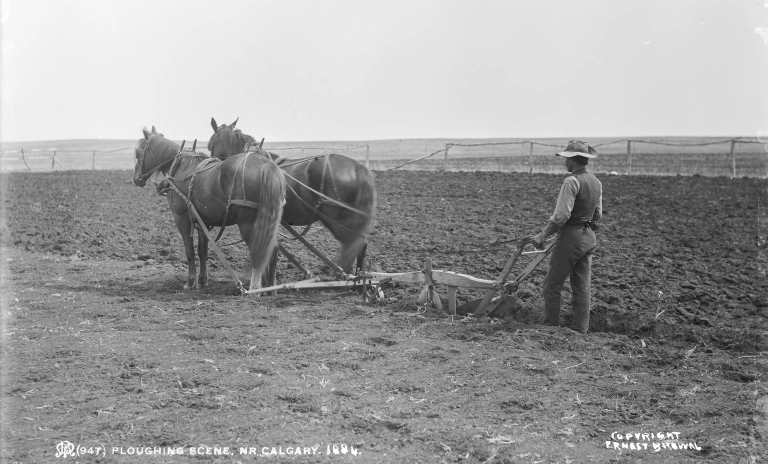 (947) PLOUGHING SCENE, NR CALGARY. 1884.
COPYRIGHT
ERNEST BROWN